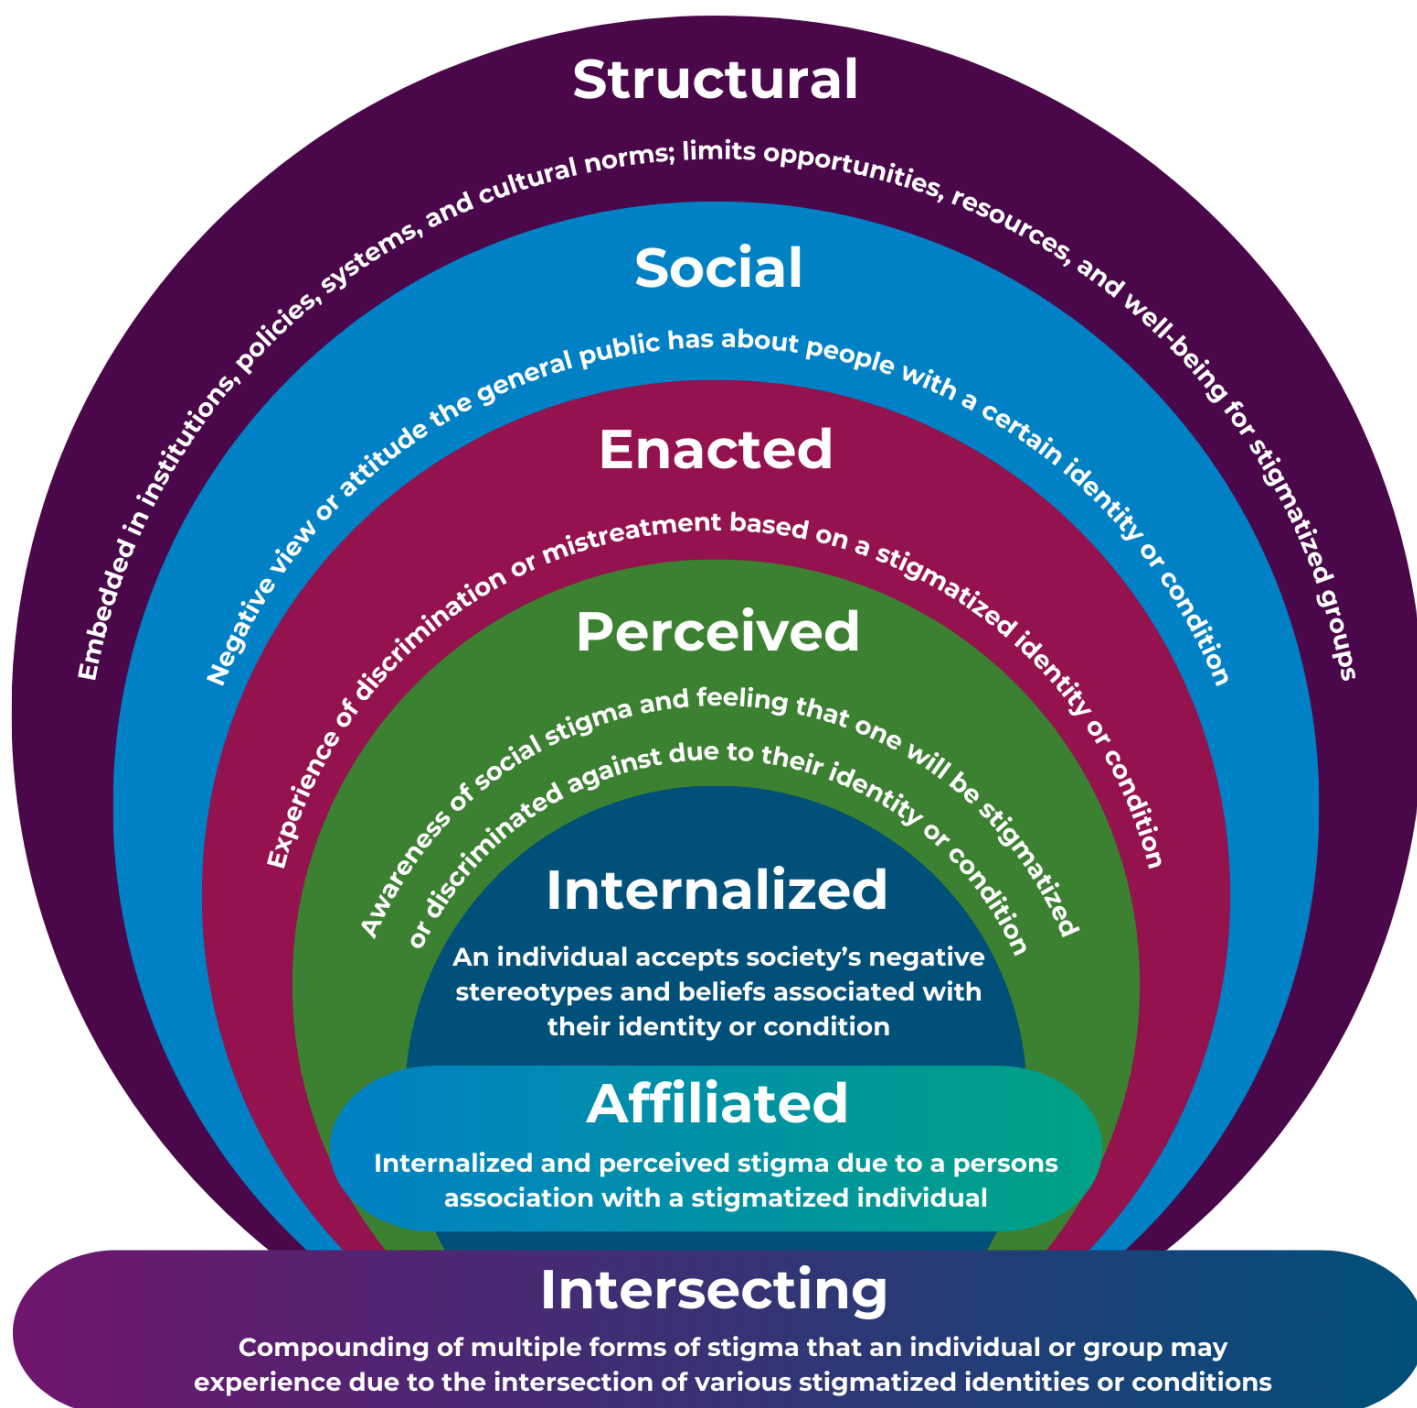 Structural
Embedded in institutions, policies, systems, and cultural norms; limits opportunities, resources, and well-being for stigmatized groups
Social
Negative view or attitude the general public has about people with a certain identity or condition
Enacted
Experience of discrimination or mistreatment based on a stigmatized identity or condition
Perceived
Awareness of social stigma and feeling that one will be stigmatized
or discriminated against due to their identity or condition
Internalized
An individual accepts society’s negative
stereotypes and beliefs associated with
their identity or condition
Affiliated
Internalized and perceived stigma due to a persons
association with a stigmatized individual
Intersecting
Compounding of multiple forms of stigma that an individual or group may
experience due to the intersection of various stigmatized identities or conditions